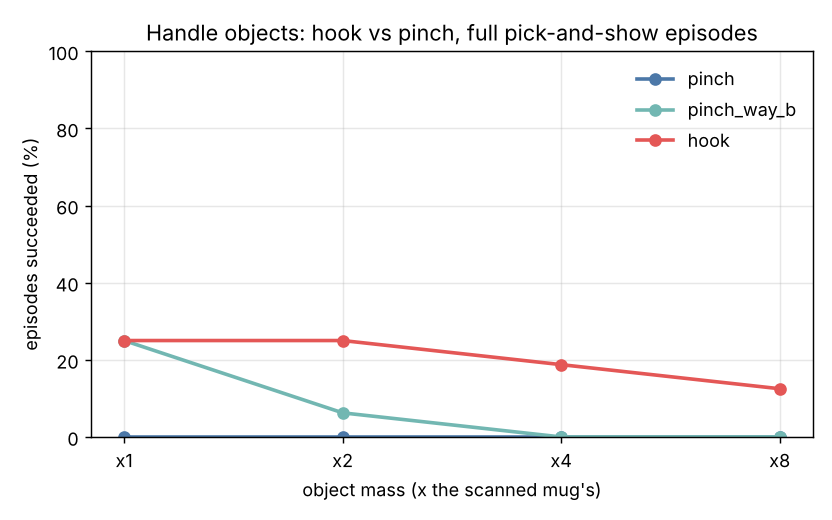 Handle objects: hook vs pinch, full pick-and-show episodes
100
80
60
40
20
0
episodes succeeded (%)
pinch
pinch_way_b
hook
x1
x2
x4
x8
object mass (x the scanned mug's)